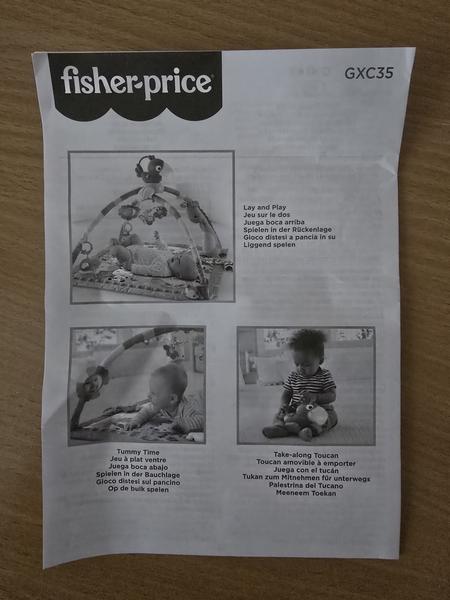 fisher-price
GXC35
Lay and Play
Jeu sur le dos
Juega boca arriba
Spielen in der Rückenlage
Gioco distesi a pancia in su
Liggend spelen
Tummy Time
Jeu à plat ventre
Juega boca abajo
Spielen in der Bauchlage
Gioco distesi sul pancino
Op de buik spelen
Take-along Toucan
Toucan amovible à emporter
Juega con el tucán
Tukan zum Mitnehmen für unterwegs
Palestrina del Tucano
Meeneem Toekan